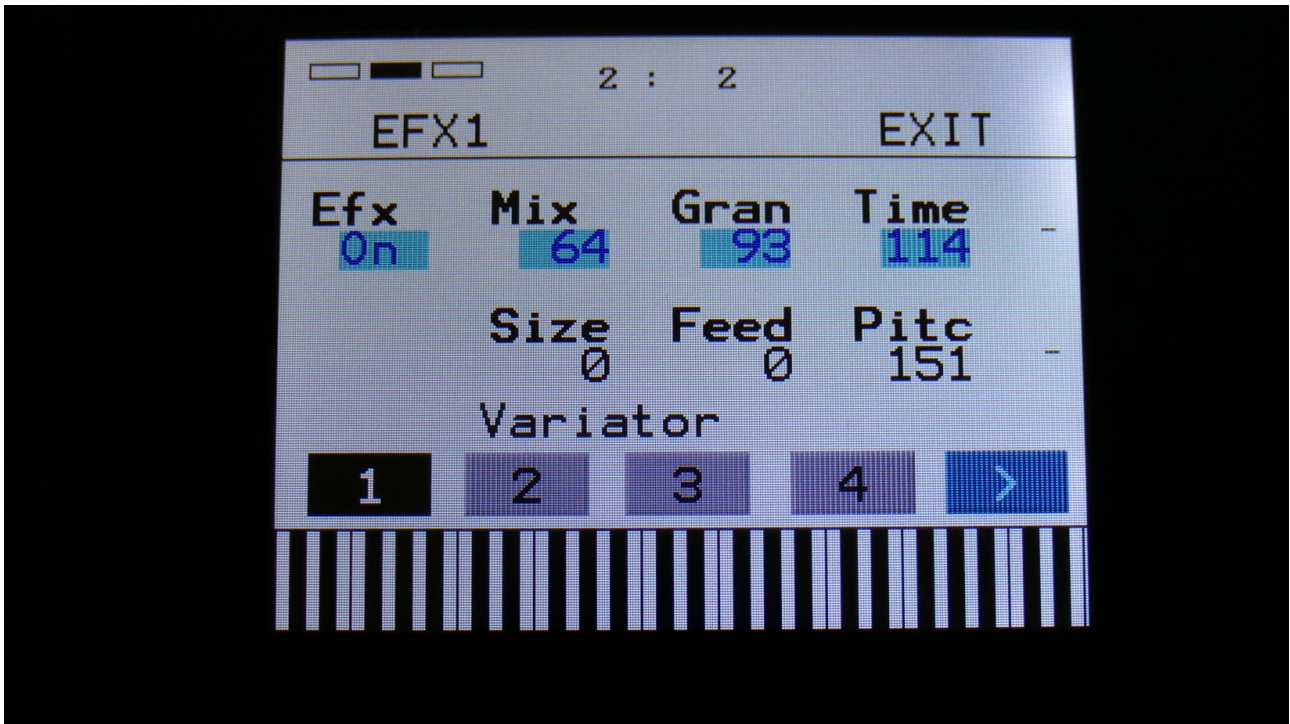 2 : 2
EFX1 EXIT
Efx Mix Gran Time
On 64 93 114
Size Feed Pitc
0 0 151
Variator
1 2 3 4 >